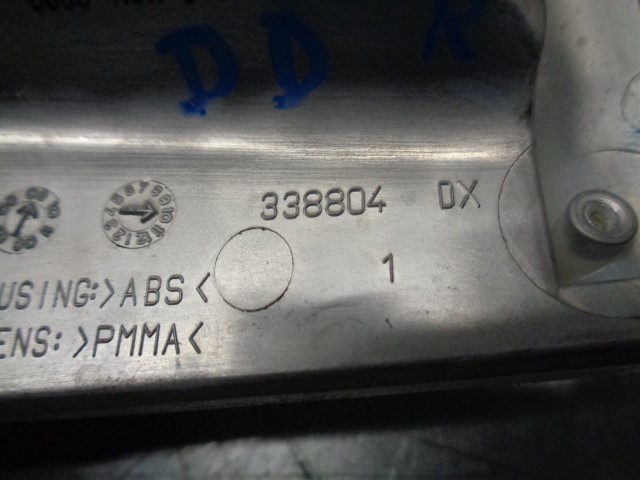 DD R
338804 DX
1
USING:>ABS<
ENS:>PMMA<